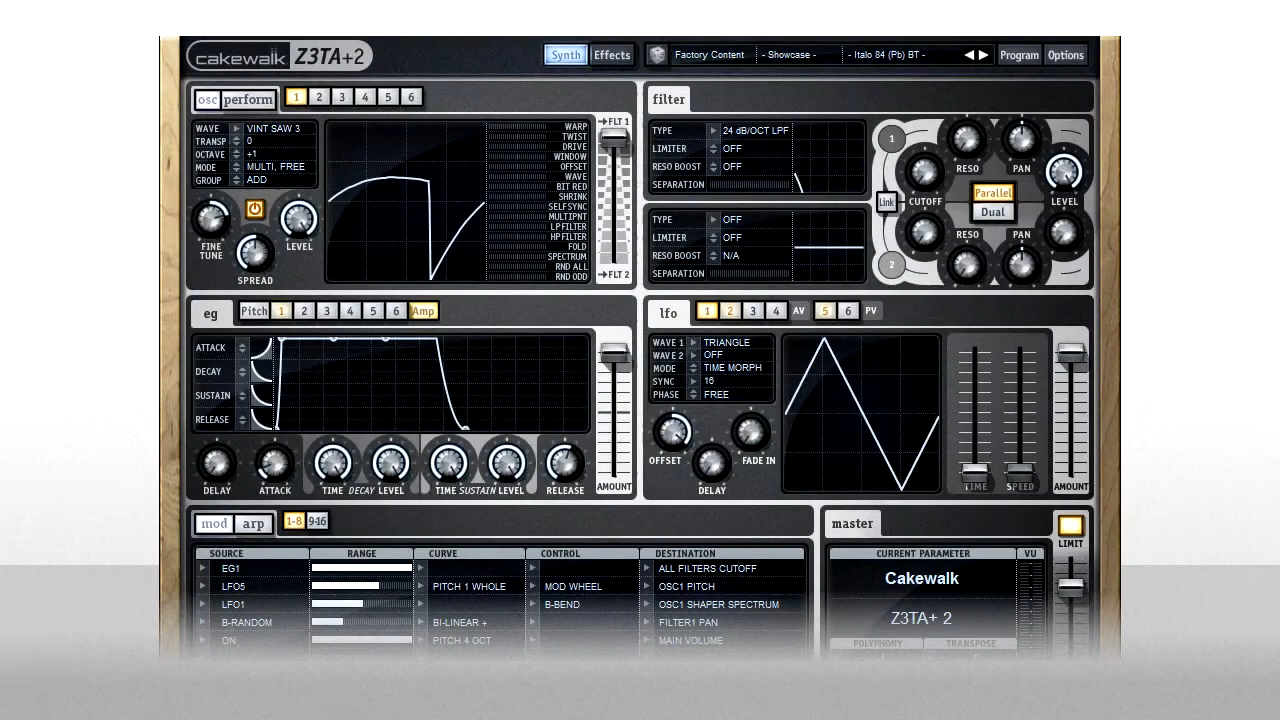 cakewalk Z3TA+2
Synth Effects
Factory Content - Showcase - - Italo 84 (Pb) BT - Program Options
osc perform 1 2 3 4 5 6
WAVE VINT SAW 3
TRANSP 0
OCTAVE +1
MODE MULTI. FREE
GROUP ADD
FINE TUNE
SPREAD
LEVEL
WARP
TWIST
DRIVE
WINDOW
OFFSET
WAVE
BIT RED
SHRINK
SELFSYNC
MULTIPNT
LPFILTER
HPFILTER
FOLD
SPECTRUM
RND ALL
RND ODD
FLT 1
FLT 2
filter
TYPE 24 dB/OCT LPF
LIMITER OFF
RESO BOOST OFF
SEPARATION
TYPE OFF
LIMITER OFF
RESO BOOST N/A
SEPARATION
1
RESO PAN
Link CUTOFF Parallel LEVEL
Dual
RESO PAN
2
eg Pitch 1 2 3 4 5 6 Amp
ATTACK
DECAY
SUSTAIN
RELEASE
DELAY ATTACK TIME DECAY LEVEL TIME SUSTAIN LEVEL RELEASE AMOUNT
lfo 1 2 3 4 AV 5 6 PV
WAVE 1 TRIANGLE
WAVE 2 OFF
MODE TIME MORPH
SYNC 16
PHASE FREE
OFFSET FADE IN
DELAY
TIME SPEED AMOUNT
mod arp 1-8 9-16
SOURCE RANGE CURVE CONTROL DESTINATION
EG1 ALL FILTERS CUTOFF
LFO5 PITCH 1 WHOLE MOD WHEEL OSC1 PITCH
LFO1 B-BEND OSC1 SHAPER SPECTRUM
B-RANDOM BI-LINEAR + FILTER1 PAN
ON PITCH 4 OCT MAIN VOLUME
master
LIMIT
CURRENT PARAMETER VU
Cakewalk
Z3TA+ 2
POLYPHONY TRANSPOSE